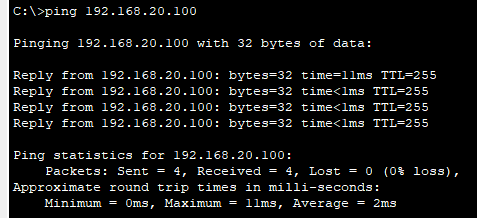 C:\>ping 192.168.20.100
Pinging 192.168.20.100 with 32 bytes of data:
Reply from 192.168.20.100: bytes=32 time=11ms TTL=255
Reply from 192.168.20.100: bytes=32 time<1ms TTL=255
Reply from 192.168.20.100: bytes=32 time<1ms TTL=255
Reply from 192.168.20.100: bytes=32 time<1ms TTL=255
Ping statistics for 192.168.20.100:
Packets: Sent = 4, Received = 4, Lost = 0 (0% loss),
Approximate round trip times in milli-seconds:
Minimum = 0ms, Maximum = 11ms, Average = 2ms